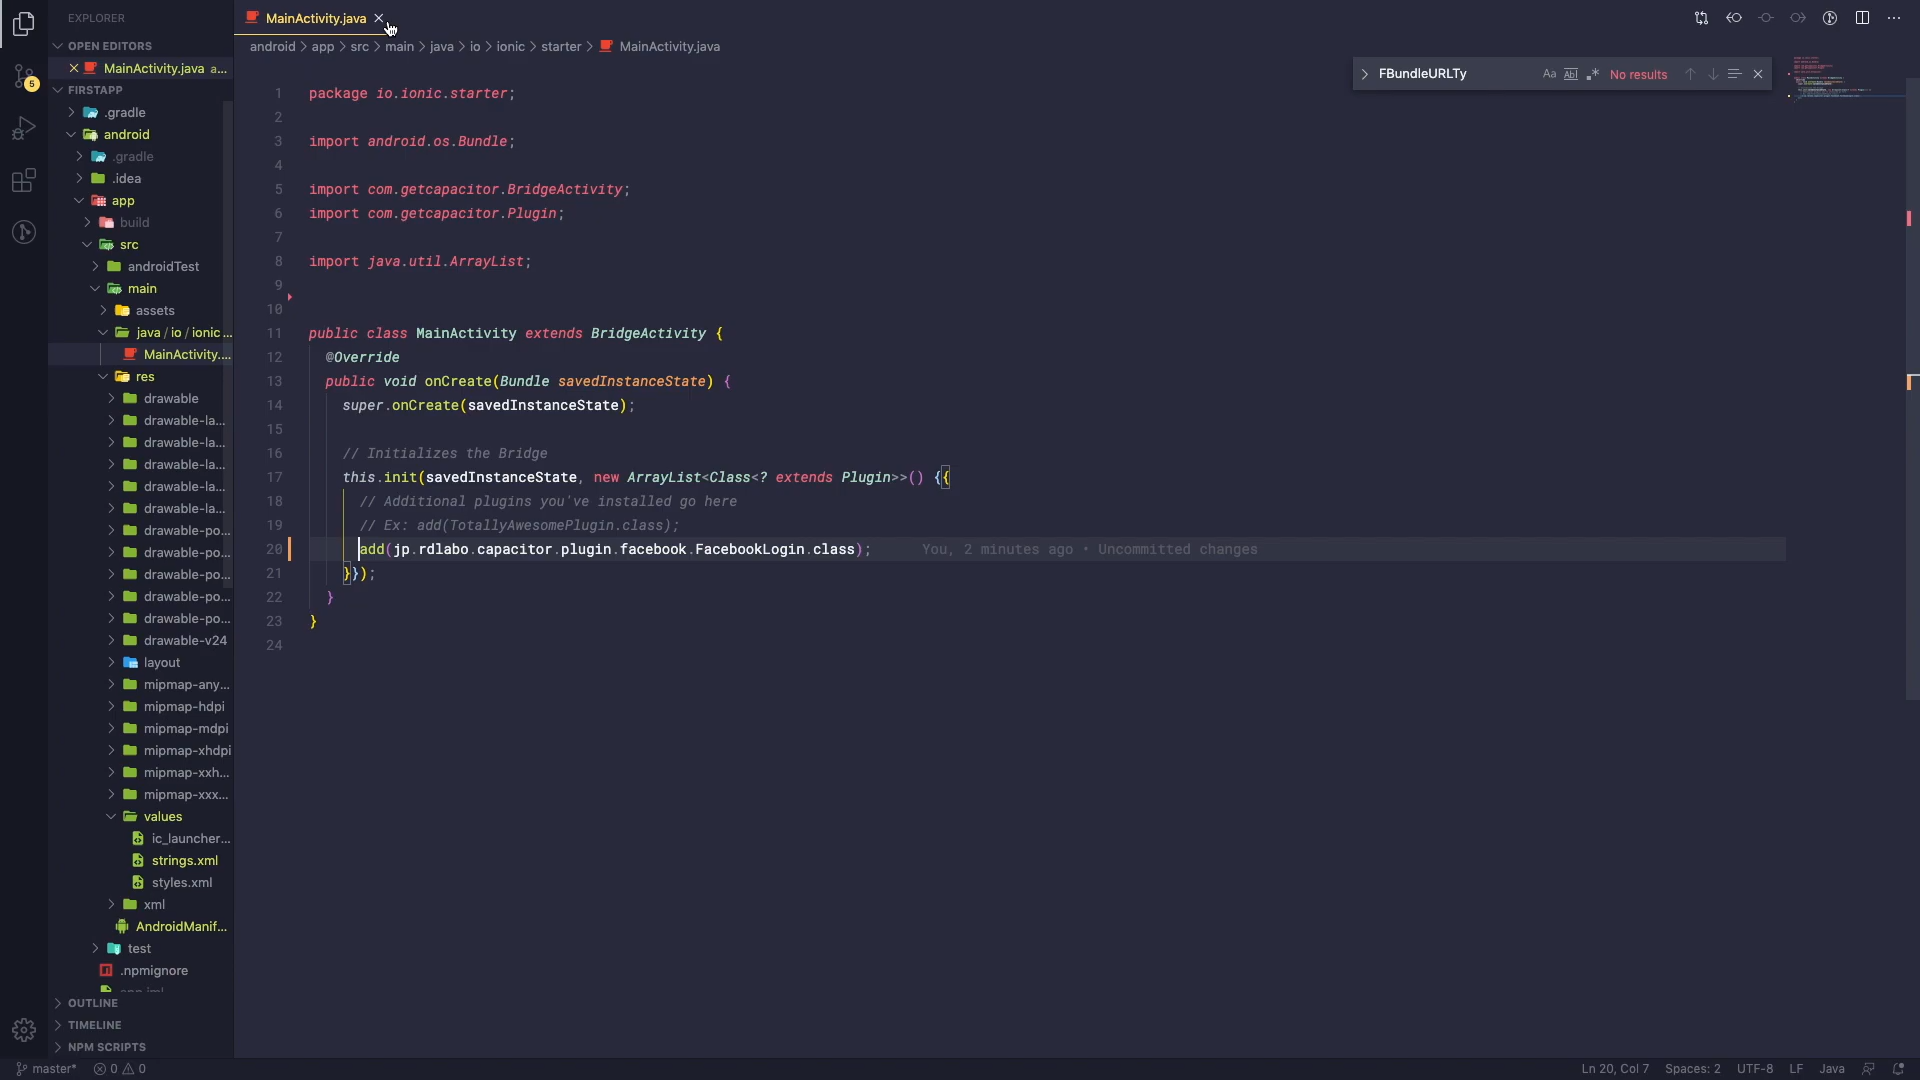 EXPLORER
OPEN EDITORS
MainActivity.java a...
5
FIRSTAPP
.gradle
android
.gradle
.idea
app
build
src
androidTest
main
assets
java / io / ionic ...
MainActivity....
res
drawable
drawable-la...
drawable-la...
drawable-la...
drawable-la...
drawable-la...
drawable-po...
drawable-po...
drawable-po...
drawable-po...
drawable-po...
drawable-v24
layout
mipmap-any...
mipmap-hdpi
mipmap-mdpi
mipmap-xhdpi
mipmap-xxh...
mipmap-xxx...
values
ic_launcher...
strings.xml
styles.xml
xml
AndroidManif...
test
.npmignore
OUTLINE
TIMELINE
NPM SCRIPTS
MainActivity.java
android > app > src > main > java > io > ionic > starter > MainActivity.java
FBundleURLTy Aa Abl .* No results
1 package io.ionic.starter;
2
3 import android.os.Bundle;
4
5 import com.getcapacitor.BridgeActivity;
6 import com.getcapacitor.Plugin;
7
8 import java.util.ArrayList;
9
10
11 public class MainActivity extends BridgeActivity {
12 @Override
13 public void onCreate(Bundle savedInstanceState) {
14 super.onCreate(savedInstanceState);
15
16 // Initializes the Bridge
17 this.init(savedInstanceState, new ArrayList<Class<? extends Plugin>>() {{
18 // Additional plugins you've installed go here
19 // Ex: add(TotallyAwesomePlugin.class);
20 add(jp.rdlabo.capacitor.plugin.facebook.FacebookLogin.class); You, 2 minutes ago • Uncommitted changes
21 }});
22 }
23 }
24
master* 0 0 Ln 20, Col 7 Spaces: 2 UTF-8 LF Java